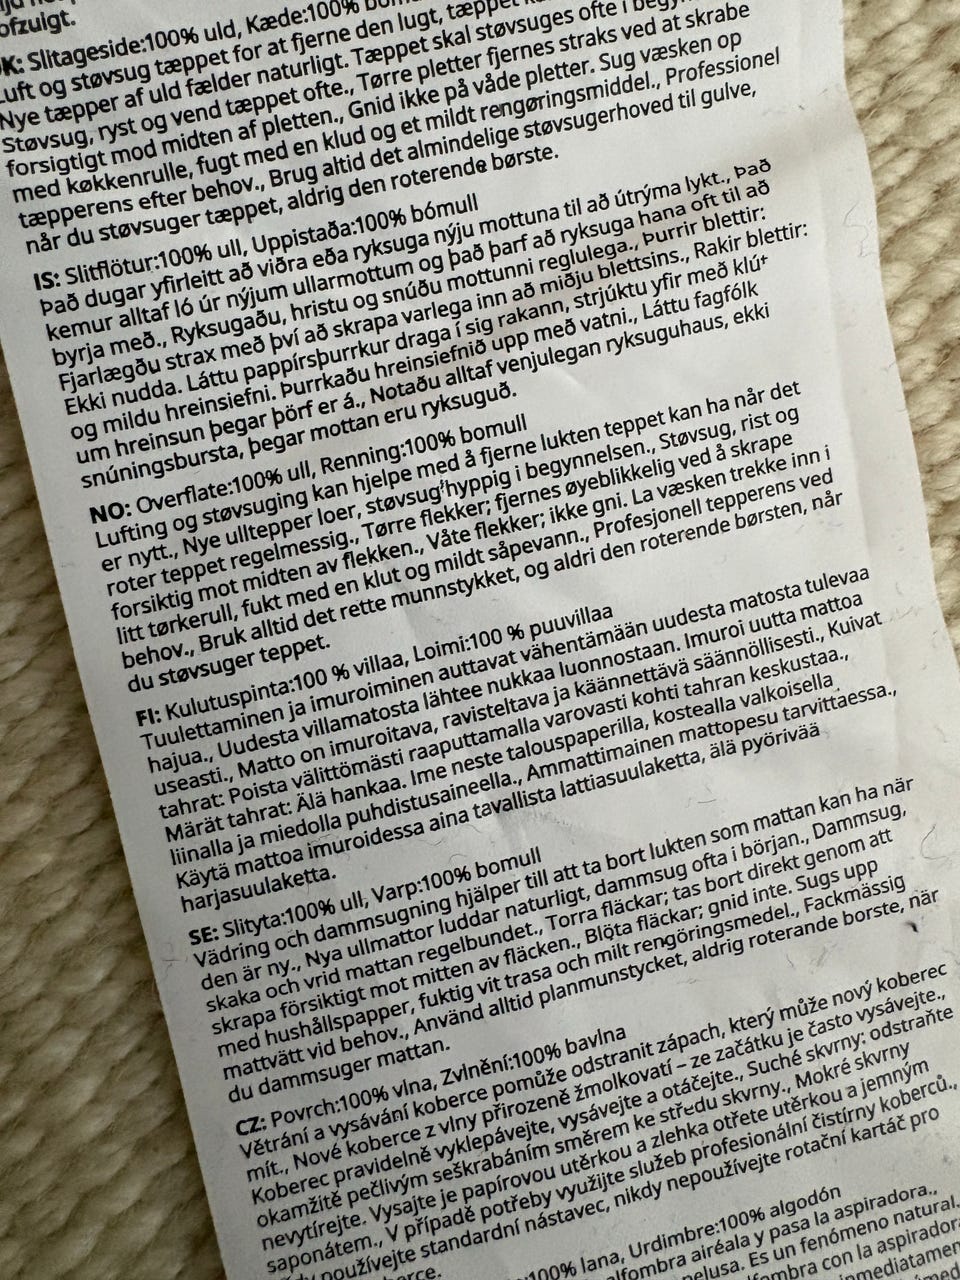 ofzuigt.
DK: Slitageside:100% uld, Kæde:100% bomuld
Luft og støvsug tæppet for at fjerne den lugt, tæppet
Nye tæpper af uld fælder naturligt. Tæppet skal støvsuges ofte i
Støvsug, ryst og vend tæppet ofte., Tørre pletter fjernes straks ved at skrabe
forsigtigt mod midten af pletten., Gnid ikke på våde pletter. Sug væsken op
med køkkenrulle, fugt med en klud og et mildt rengøringsmiddel., Professionel
tæpperens efter behov., Brug altid det almindelige støvsugerhoved til gulve,
når du støvsuger tæppet, aldrig den roterende børste.
IS: Slitflötur:100% ull, Uppistaða:100% bómull
Það dugar yfirleitt að viðra eða ryksuga nýju mottuna til að útrýma lykt., Það
kemur alltaf ló úr nýjum ullarmottum og það þarf að ryksuga hana oft til að
byrja með., Ryksugaðu, hristu og snúðu mottunni reglulega., Þurrir blettir:
Fjarlægðu strax með því að skrapa varlega inn að miðju blettsins., Rakir blettir:
Ekki nudda. Láttu pappírsþurrkur draga í sig rakann, strjúktu yfir með klút
og mildu hreinsiefni. Þurrkaðu hreinsiefnið upp með vatni., Láttu fagfólk
um hreinsun þegar þörf er á., Notaðu alltaf venjulegan ryksuguhaus, ekki
snúningsbursta, þegar mottan eru ryksuguð.
NO: Overflate:100% ull, Renning:100% bomull
Lufting og støvsuging kan hjelpe med å fjerne lukten teppet kan ha når det
er nytt., Nye ulltepper loer, støvsug hyppig i begynnelsen., Støvsug, rist og
roter teppet regelmessig., Tørre flekker; fjernes øyeblikkelig ved å skrape
forsiktig mot midten av flekken., Våte flekker; ikke gni. La væsken trekke inn i
litt tørkerull, fukt med en klut og mildt såpevann., Profesjonell tepperens ved
behov., Bruk alltid det rette munnstykket, og aldri den roterende børsten, når
du støvsuger teppet.
FI: Kulutuspinta:100 % villaa, Loimi:100 % puuvillaa
Tuulettaminen ja imuroiminen auttavat vähentämään uudesta matosta tulevaa
hajua., Uudesta villamatosta lähtee nukkaa luonnostaan. Imuroi uutta mattoa
useasti., Matto on imuroitava, ravisteltava ja käännettävä säännöllisesti., Kuivat
tahrat: Poista välittömästi raaputtamalla varovasti kohti tahran keskustaa.,
Märät tahrat: Älä hankaa. Ime neste talouspaperilla, kostealla valkoisella
liinalla ja miedolla puhdistusaineella., Ammattimainen mattopesu tarvittaessa.,
Käytä mattoa imuroidessa aina tavallista lattiasuulaketta, älä pyörivää
harjasuulaketta.
SE: Slityta:100% ull, Varp:100% bomull
Vädring och dammsugning hjälper till att ta bort lukten som mattan kan ha när
den är ny., Nya ullmattor luddar naturligt, dammsug ofta i början., Dammsug,
skaka och vrid mattan regelbundet., Torra fläckar; tas bort direkt genom att
skrapa försiktigt mot mitten av fläcken., Blöta fläckar; gnid inte. Sugs upp
med hushållspapper, fuktig vit trasa och milt rengöringsmedel., Fackmässig
mattvätt vid behov., Använd alltid planmunstycket, aldrig roterande borste, när
du dammsuger mattan.
CZ: Povrch:100% vlna, Zvlnění:100% bavlna
Větrání a vysávání koberce pomůže odstranit zápach, který může nový koberec
mít., Nové koberce z vlny přirozeně žmolkovatí – ze začátku je často vysávejte.,
Koberec pravidelně vyklepávejte, vysávejte a otáčejte., Suché skvrny: odstraňte
okamžitě pečlivým seškrabáním směrem ke středu skvrny., Mokré skvrny
nevytírejte. Vysajte je papírovou utěrkou a zlehka otřete utěrkou a jemným
saponátem., V případě potřeby využijte služeb profesionální čistírny koberců.,
používejte standardní nástavec, nikdy nepoužívejte rotační kartáč pro
100% lana, Urdimbre:100% algodón
alfombra airéala y pasa la aspiradora.,
pelusa. Es un fenómeno natural.
con la aspiradora